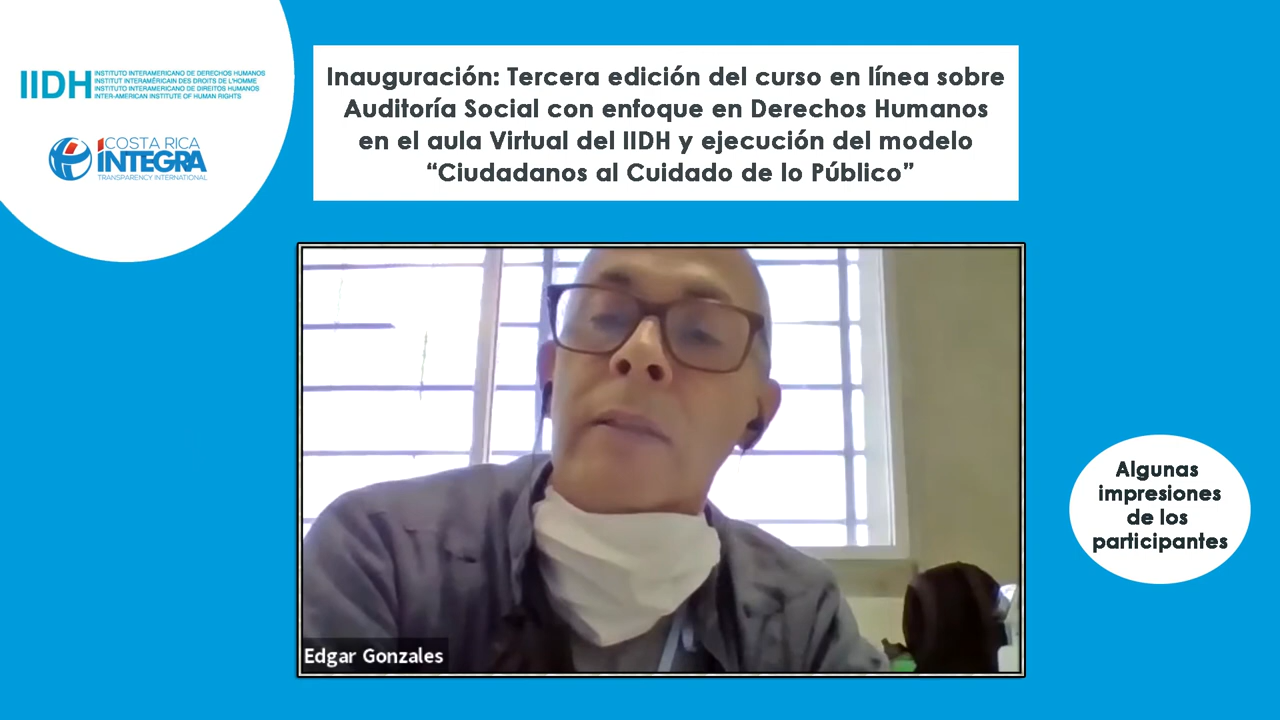 IIDH
INSTITUTO INTERAMERICANO DE DERECHOS HUMANOS
INSTITUT INTERAMÉRICAIN DES DROITS DE L'HOMME
INSTITUTO INTERAMERICANO DE DIREITOS HUMANOS
INTER-AMERICAN INSTITUTE OF HUMAN RIGHTS
COSTA RICA
INTEGRA
TRANSPARENCY INTERNATIONAL
Inauguración: Tercera edición del curso en línea sobre
Auditoría Social con enfoque en Derechos Humanos
en el aula Virtual del IIDH y ejecución del modelo
“Ciudadanos al Cuidado de lo Público”
Algunas
impresiones
de los
participantes
Edgar Gonzales